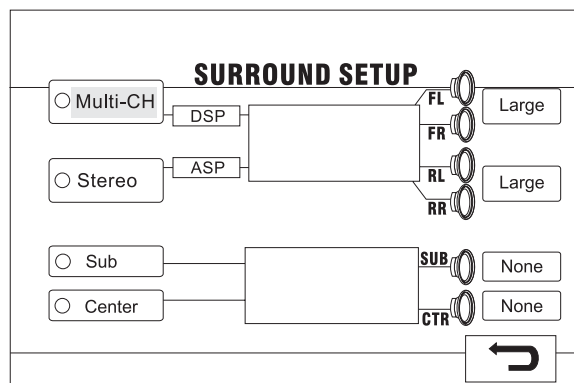 SURROUND SETUP
Multi-CH
DSP
FL
Large
FR
Stereo
ASP
RL
Large
RR
Sub
SUB
None
Center
CTR
None